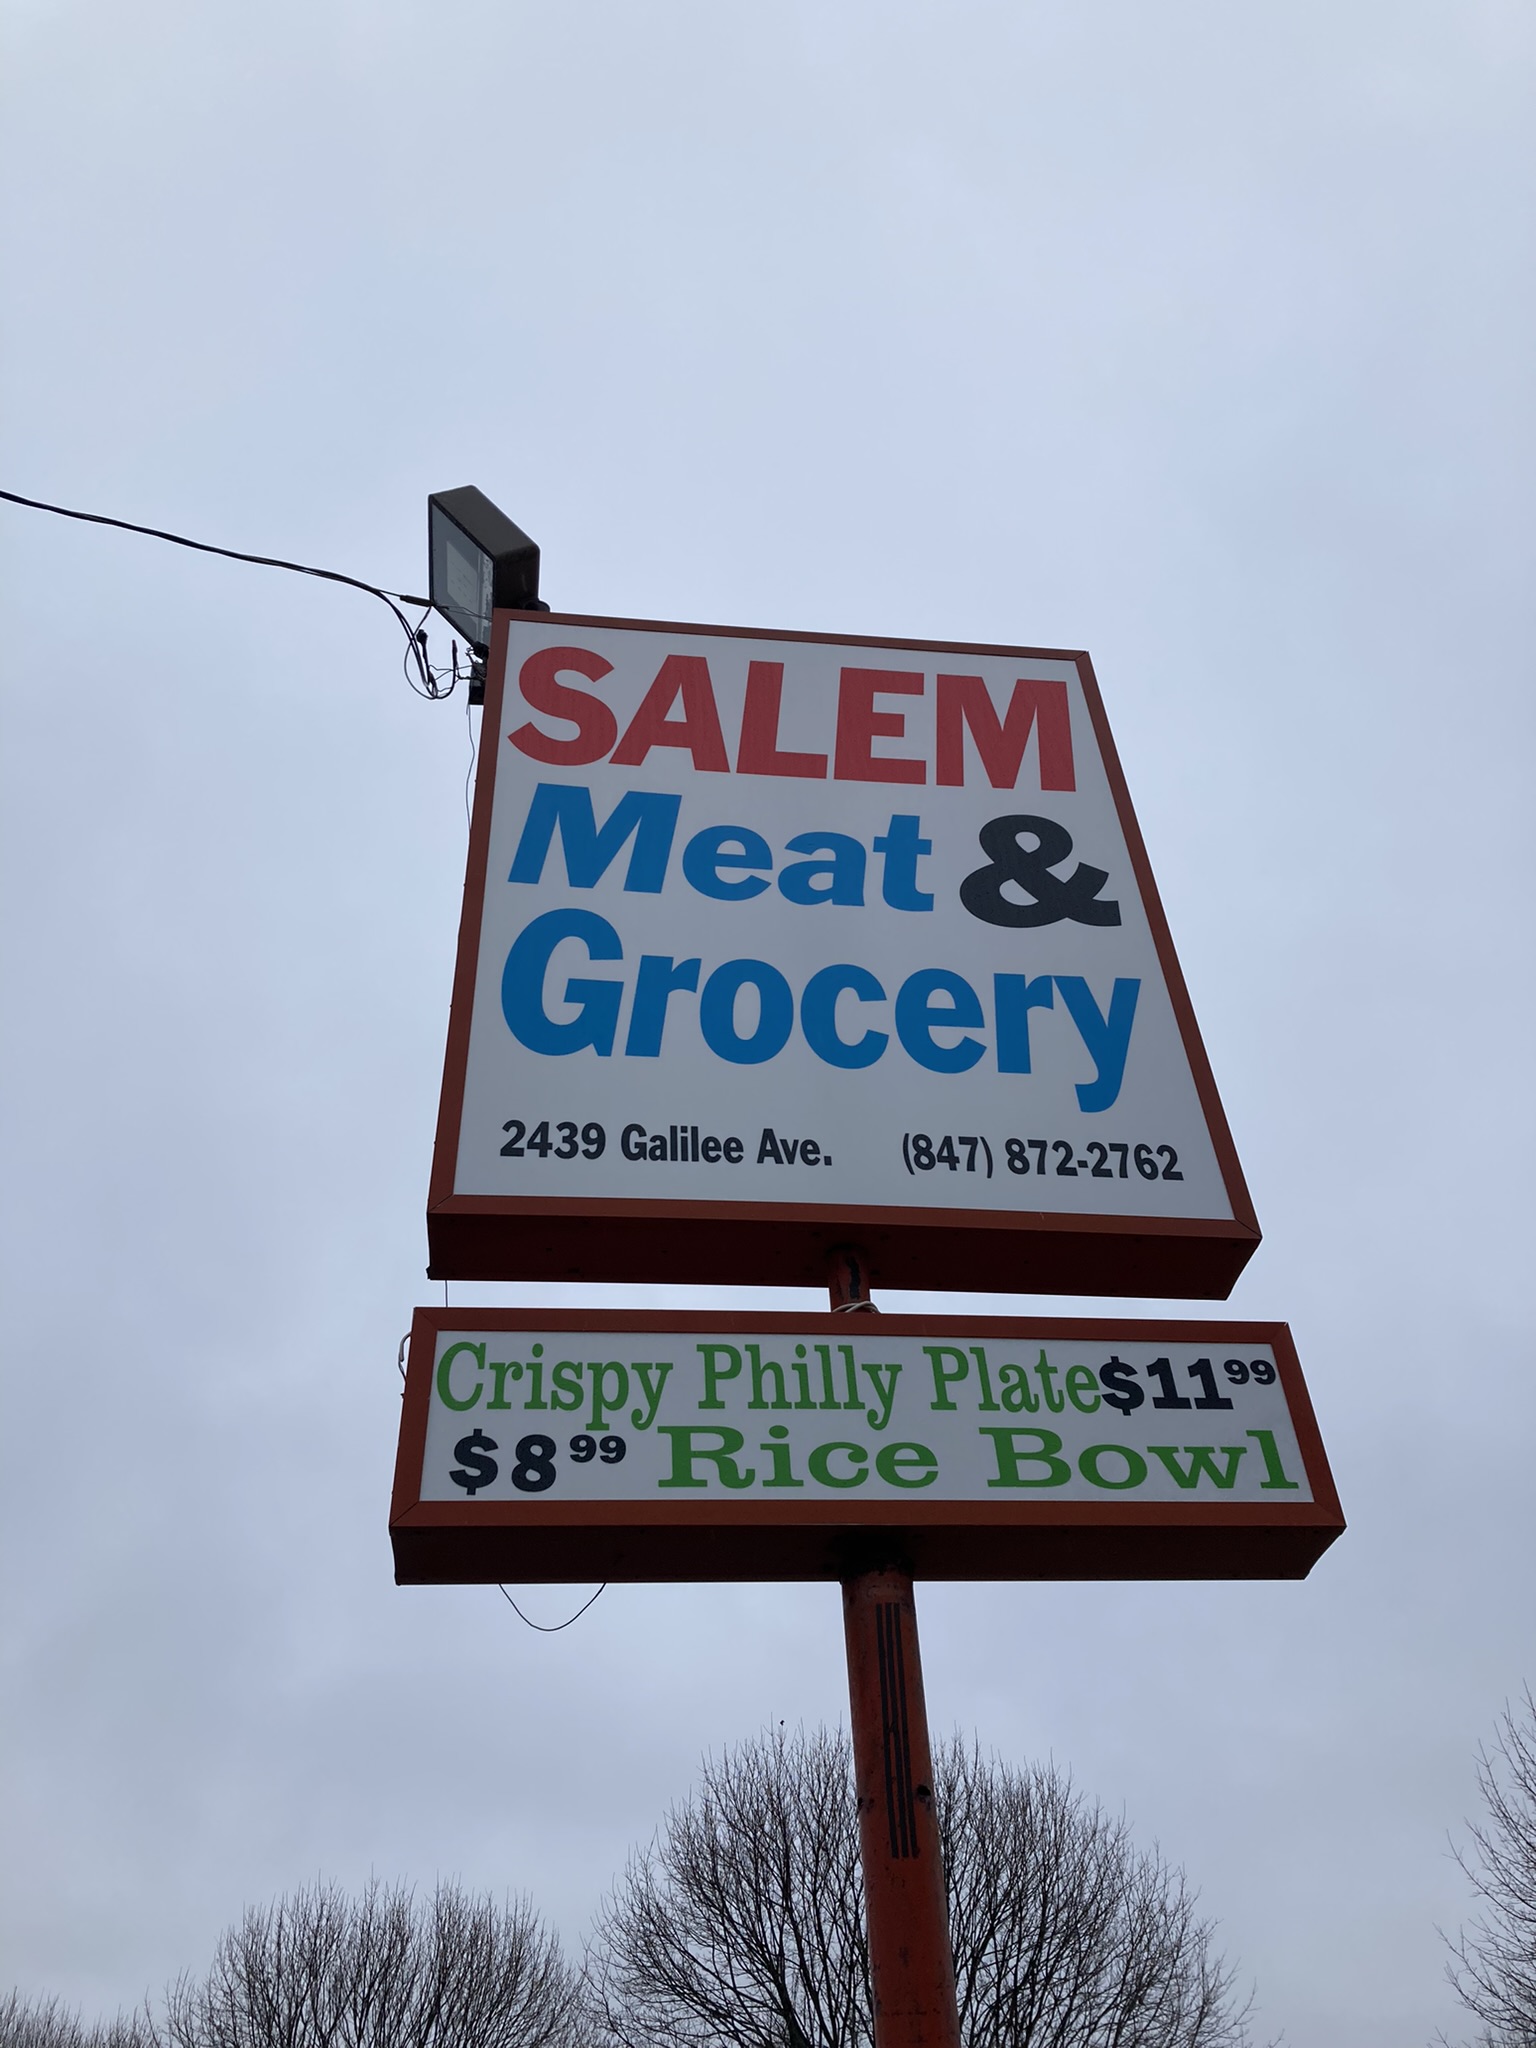 SALEM
Meat &
Grocery
2439 Galilee Ave. (847) 872-2762
Crispy Philly Plate $11.99
$8.99 Rice Bowl